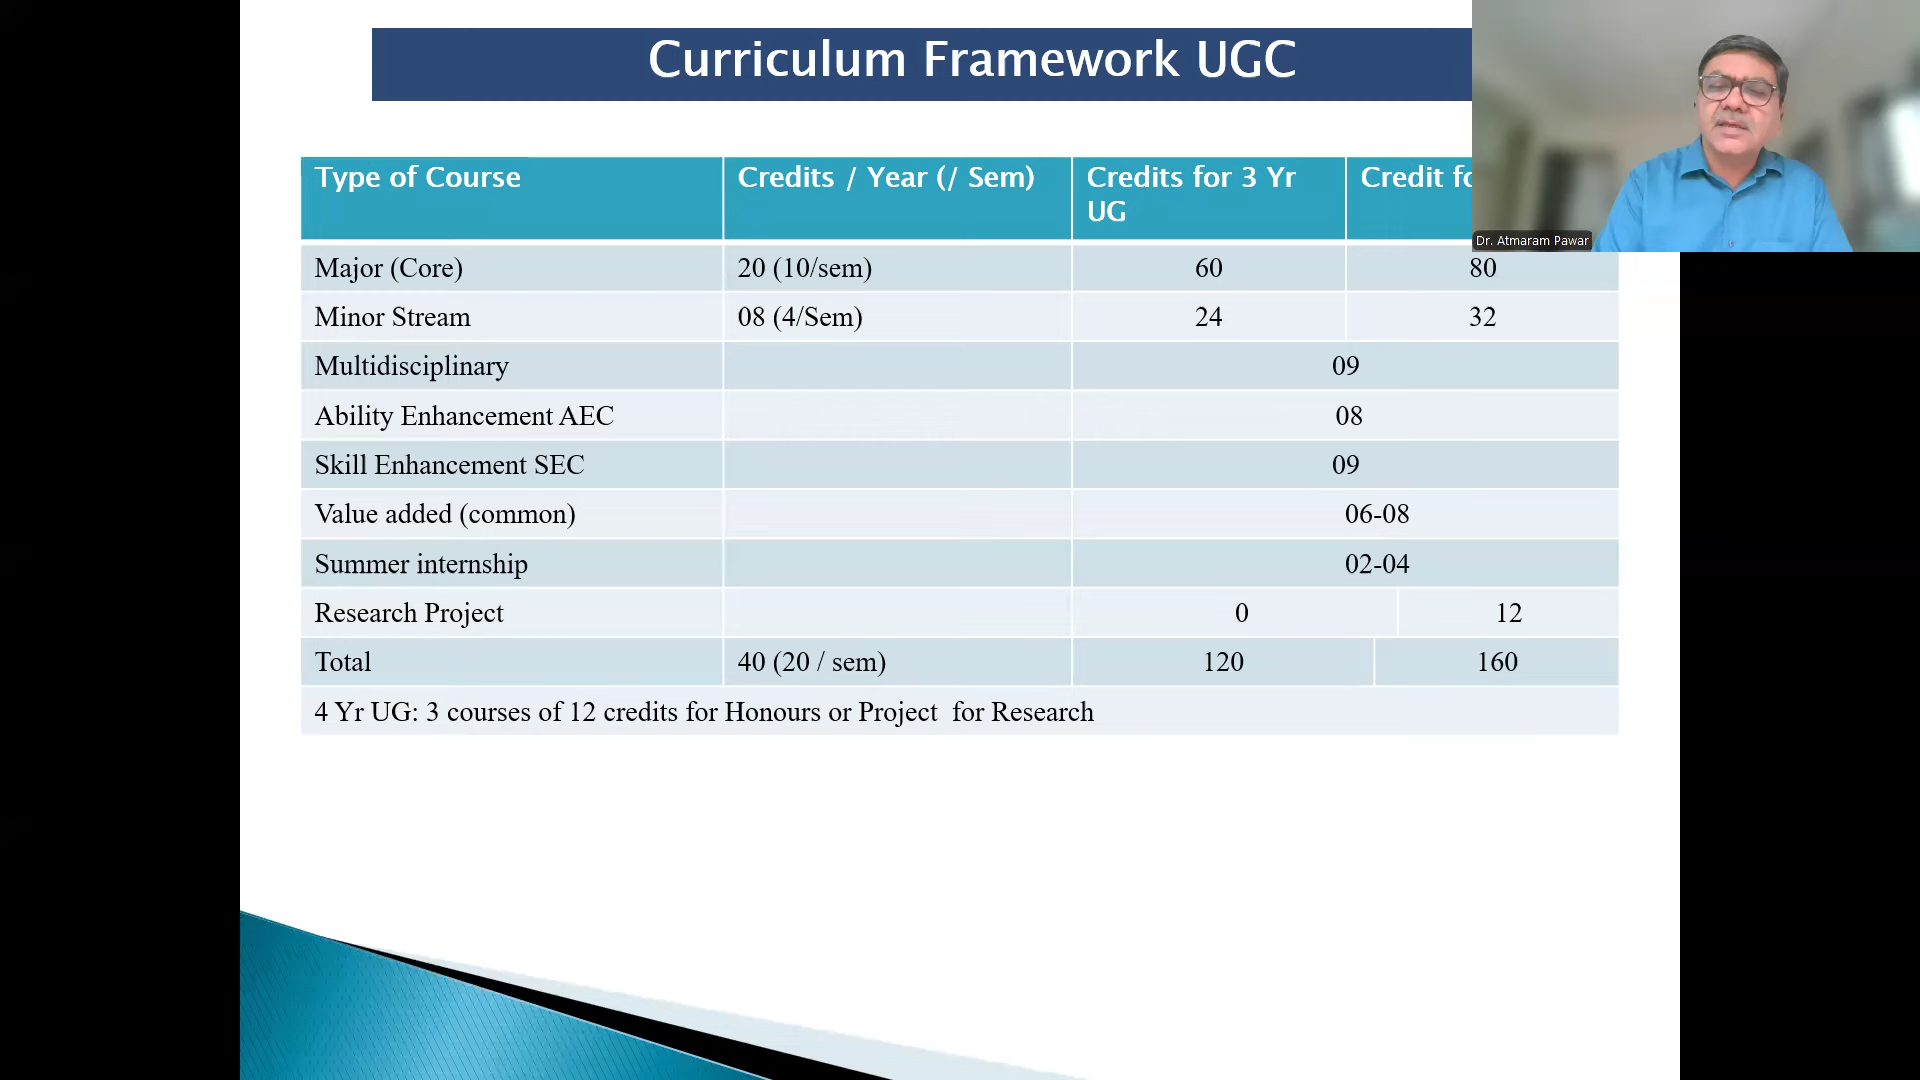 Curriculum Framework UGC
Type of Course Credits / Year (/ Sem) Credits for 3 Yr UG Credit
Major (Core) 20 (10/sem) 60 80
Minor Stream 08 (4/Sem) 24 32
Multidisciplinary 09
Ability Enhancement AEC 08
Skill Enhancement SEC 09
Value added (common) 06-08
Summer internship 02-04
Research Project 0 12
Total 40 (20 / sem) 120 160
4 Yr UG: 3 courses of 12 credits for Honours or Project for Research
Dr. Atmaram Pawar